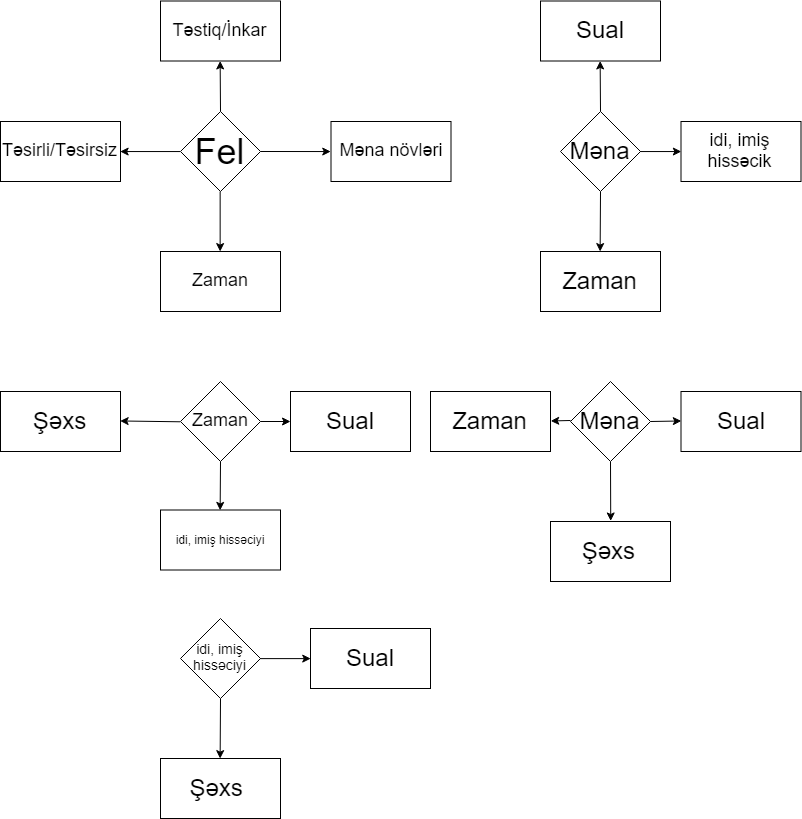 Təstiq/İnkar
Təsirli/Təsirsiz
Fel
Məna növləri
Zaman
Sual
Məna
idi, imiş
hissəcik
Zaman
Şəxs
Zaman
Sual
idi, imiş hissəciyi
Zaman
Məna
Sual
Şəxs
idi, imiş
hissəciyi
Sual
Şəxs